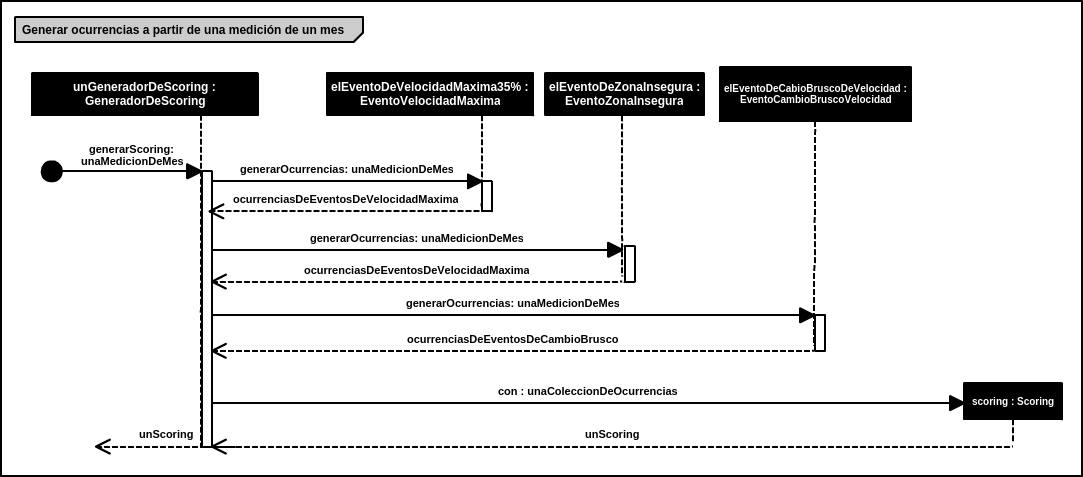 Generar ocurrencias a partir de una medición de un mes
unGeneradorDeScoring :
GeneradorDeScoring
elEventoDeVelocidadMaxima35% :
EventoVelocidadMaxima
elEventoDeZonaInsegura :
EventoZonaInsegura
elEventoDeCabioBruscoDeVelocidad :
EventoCambioBruscoVelocidad
generarScoring:
unaMedicionDeMes
generarOcurrencias: unaMedicionDeMes
ocurrenciasDeEventosDeVelocidadMaxima
generarOcurrencias: unaMedicionDeMes
ocurrenciasDeEventosDeVelocidadMaxima
generarOcurrencias: unaMedicionDeMes
ocurrenciasDeEventosDeCambioBrusco
con : unaColeccionDeOcurrencias
scoring : Scoring
unScoring
unScoring